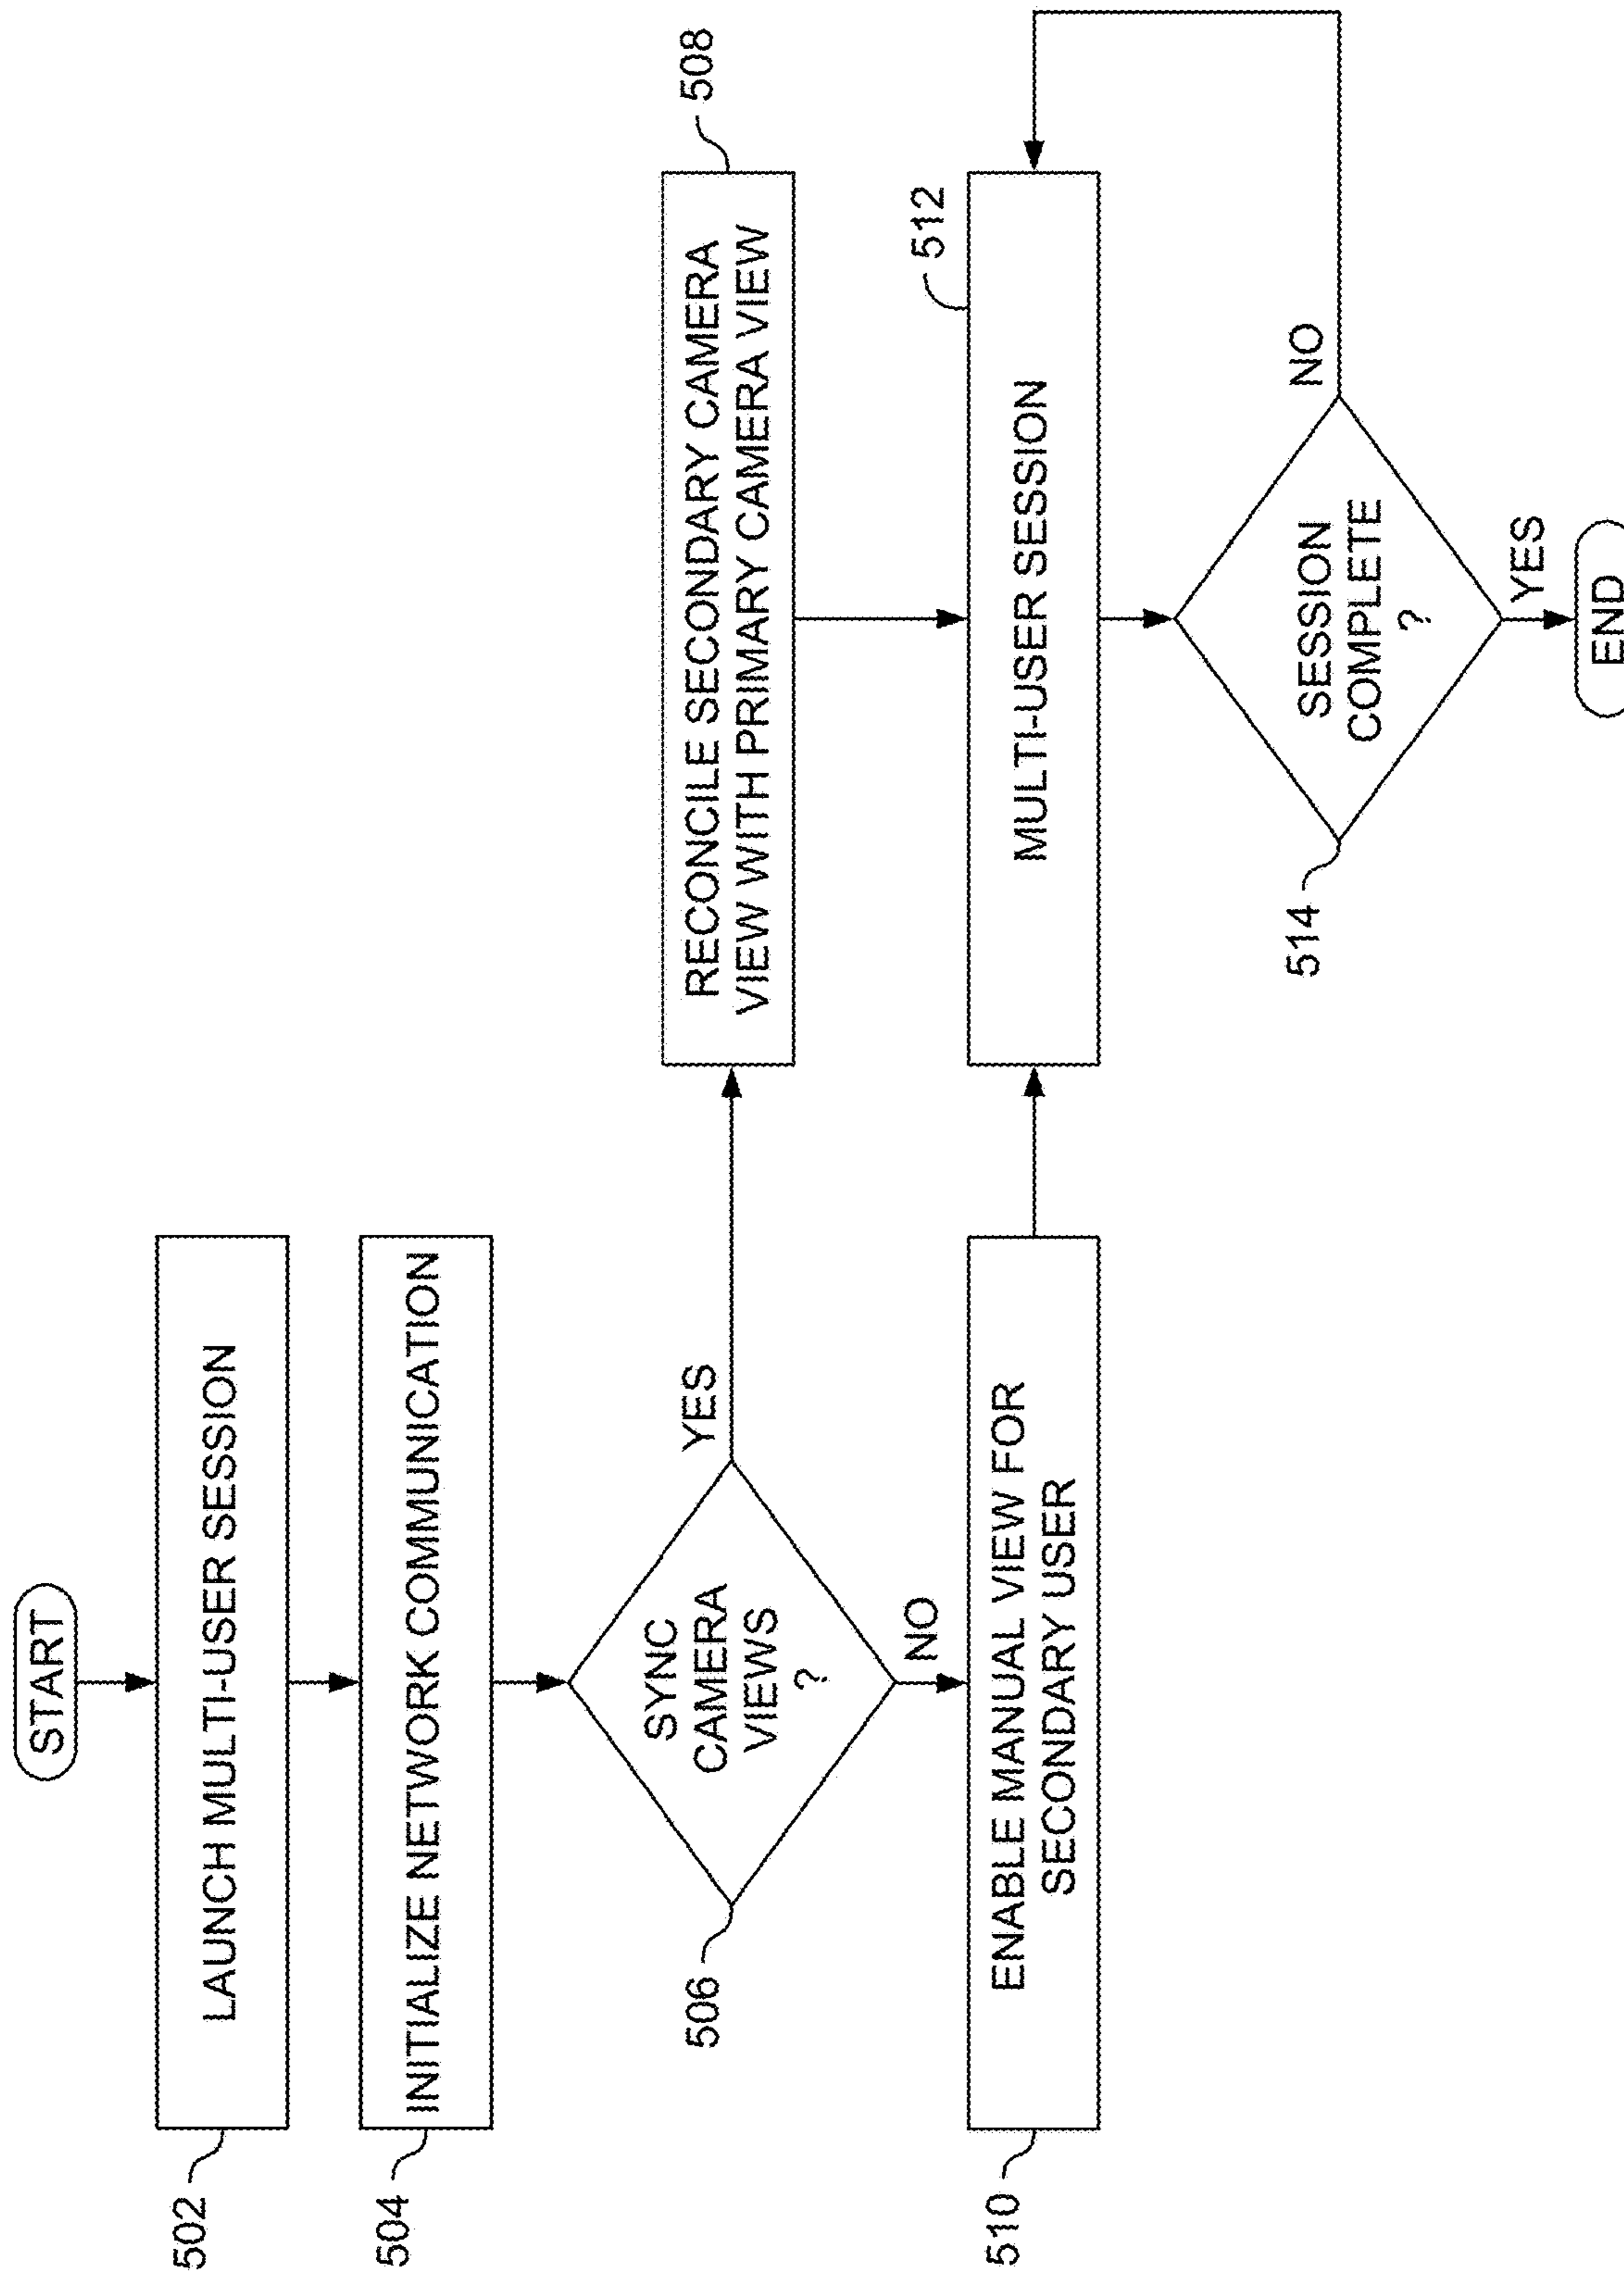 START
LAUNCH MULTI-USER SESSION
502
INITIALIZE NETWORK COMMUNICATION
504
SYNC
CAMERA
VIEWS
?
506
YES
RECONCILE SECONDARY CAMERA
VIEW WITH PRIMARY CAMERA VIEW
508
NO
ENABLE MANUAL VIEW FOR
SECONDARY USER
510
MULTI-USER SESSION
512
SESSION
COMPLETE
?
514
NO
YES
END